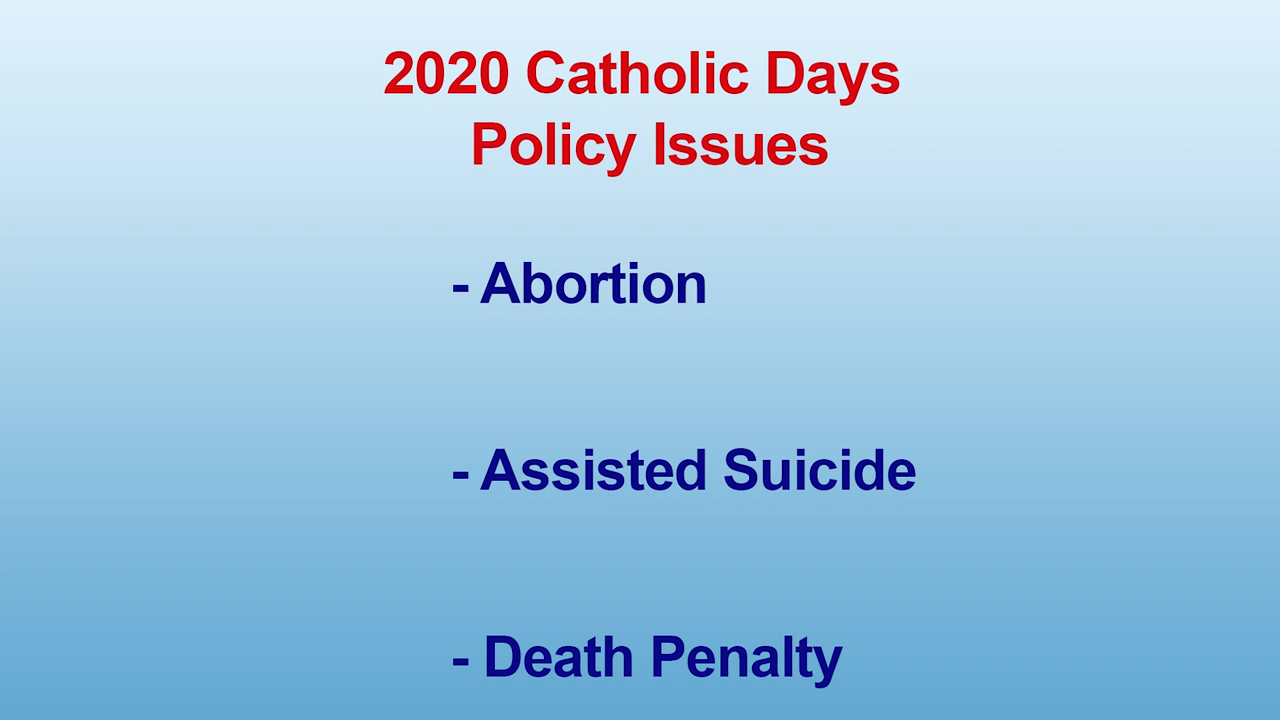 2020 Catholic Days
Policy Issues
- Abortion
- Assisted Suicide
- Death Penalty